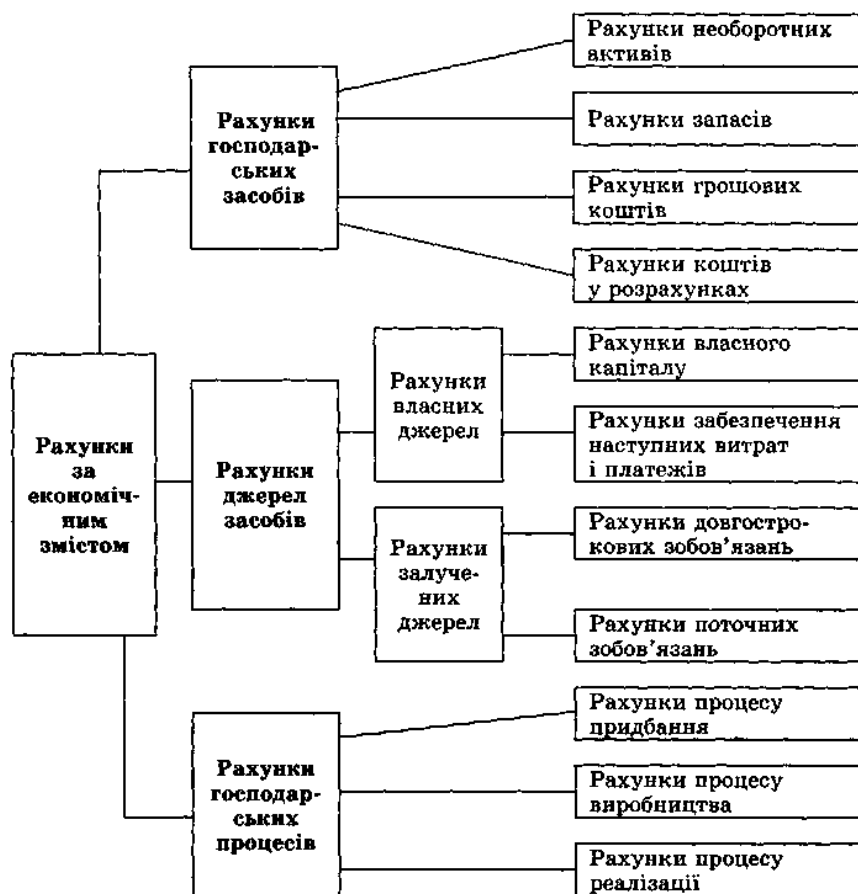 Рахунки необоротних
активів
Рахунки
господар-
ських
засобів
Рахунки запасів
Рахунки грошових
коштів
Рахунки коштів
у розрахунках
Рахунки
за
економіч-
ним
змістом
Рахунки
джерел
засобів
Рахунки
власних
джерел
Рахунки власного
капіталу
Рахунки забезпечення
наступних витрат
і платежів
Рахунки
залуче-
них
джерел
Рахунки довгостро-
кових зобов’язань
Рахунки поточних
зобов’язань
Рахунки
господар-
ських
процесів
Рахунки процесу
придбання
Рахунки процесу
виробництва
Рахунки процесу
реалізації